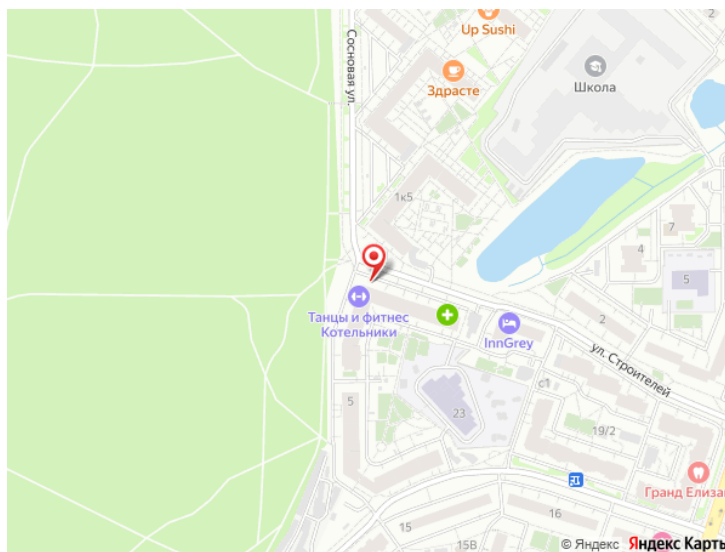 Up Sushi
Сосновая ул.
Здрасте
Школа
1к5
7
4
5
Танцы и фитнес
Котельники
InnGrey
2
ул. Строителей
с1
5
23
19/2
Гранд Елиза
16
15
15В
© Яндекс Яндекс Карты